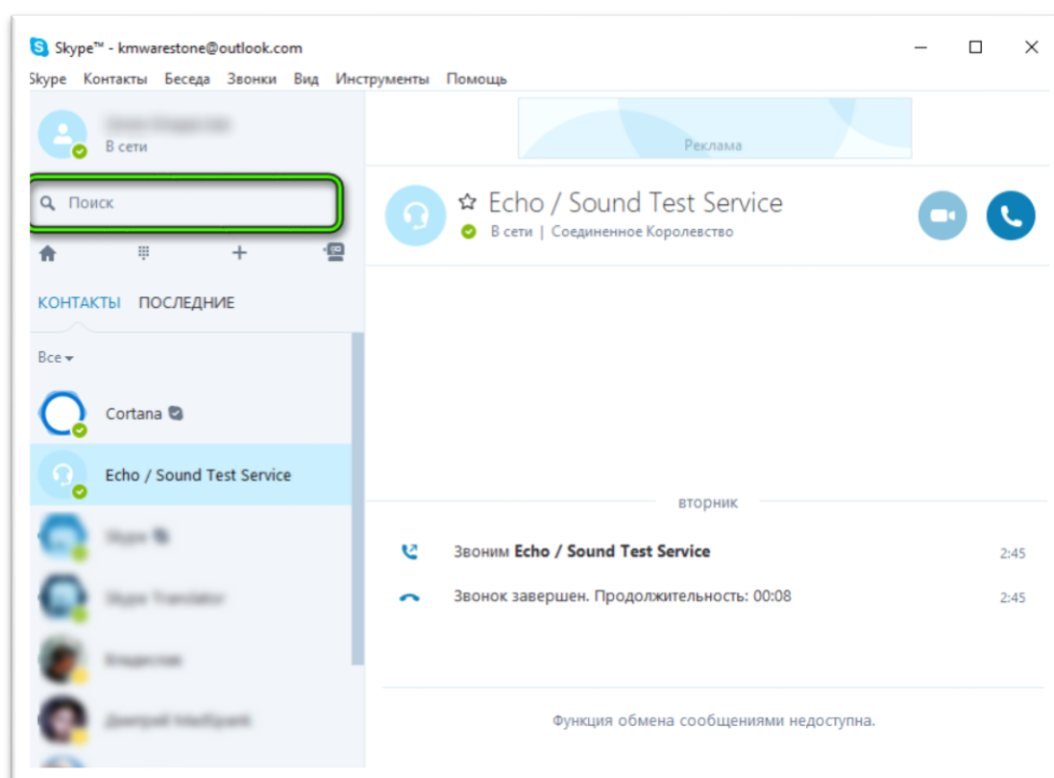 Skype™ - kmwarestone@outlook.com
Skype Контакты Беседа Звонки Вид Инструменты Помощь
В сети
Поиск
КОНТАКТЫ ПОСЛЕДНИЕ
Все
Cortana
Echo / Sound Test Service
Реклама
Echo / Sound Test Service
В сети | Соединенное Королевство
вторник
Звоним Echo / Sound Test Service 2:45
Звонок завершен. Продолжительность: 00:08 2:45
Функция обмена сообщениями недоступна.